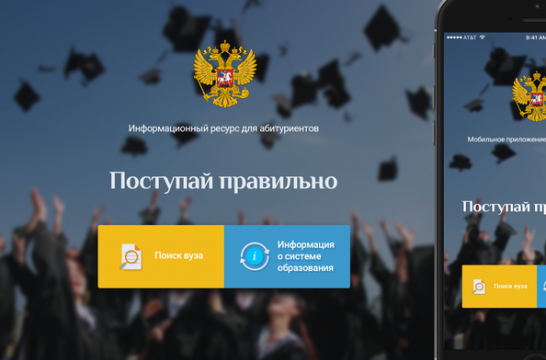 Информационный ресурс для абитуриентов
Поступай правильно
Поиск вуза
Информация
о системе
образования
AT&T
9:41 AM
Мобильное приложение
Поступай пр
Поиск вуза